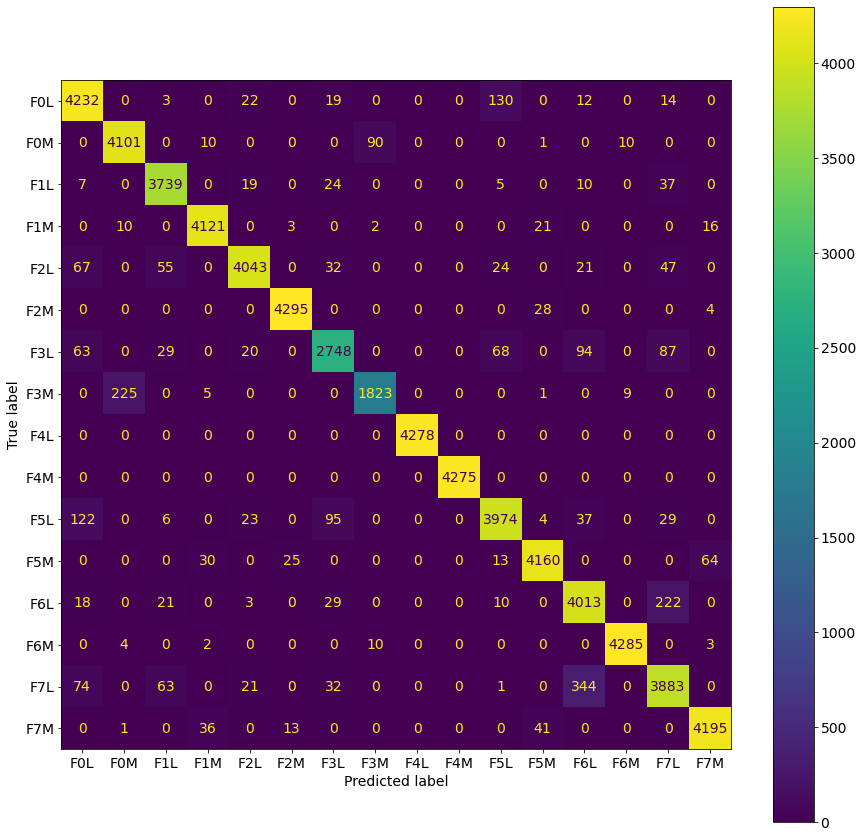 F0L 4232 0 3 0 22 0 19 0 0 0 130 0 12 0 14 0
F0M 0 4101 0 10 0 0 0 90 0 0 0 1 0 10 0 0
F1L 7 0 3739 0 19 0 24 0 0 0 5 0 10 0 37 0
F1M 0 10 0 4121 0 3 0 2 0 0 0 21 0 0 0 16
F2L 67 0 55 0 4043 0 32 0 0 0 24 0 21 0 47 0
F2M 0 0 0 0 0 4295 0 0 0 0 0 28 0 0 0 4
F3L 63 0 29 0 20 0 2748 0 0 0 68 0 94 0 87 0
F3M 0 225 0 5 0 0 0 1823 0 0 0 1 0 9 0 0
F4L 0 0 0 0 0 0 0 0 4278 0 0 0 0 0 0 0
F4M 0 0 0 0 0 0 0 0 0 4275 0 0 0 0 0 0
F5L 122 0 6 0 23 0 95 0 0 0 3974 4 37 0 29 0
F5M 0 0 0 30 0 25 0 0 0 0 13 4160 0 0 0 64
F6L 18 0 21 0 3 0 29 0 0 0 10 0 4013 0 222 0
F6M 0 4 0 2 0 0 0 10 0 0 0 0 0 4285 0 3
F7L 74 0 63 0 21 0 32 0 0 0 1 0 344 0 3883 0
F7M 0 1 0 36 0 13 0 0 0 0 0 41 0 0 0 4195
F0L F0M F1L F1M F2L F2M F3L F3M F4L F4M F5L F5M F6L F6M F7L F7M
Predicted label
True label
4000
3500
3000
2500
2000
1500
1000
500
0